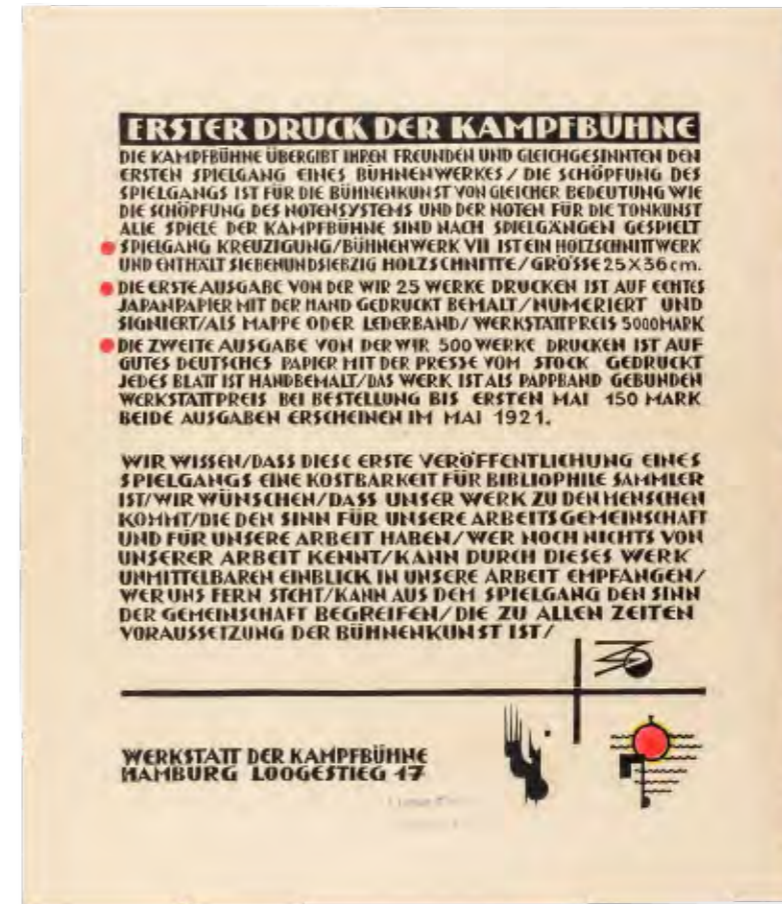 ERSTER DRUCK DER KAMPFBÜHNE
DIE KAMPFBÜHNE ÜBERGIBT IHREN FREUNDEN UND GLEICHGESINNTEN DEN
ERSTEN SPIELGANG EINES BÜHNENWERKES / DIE SCHÖPFUNG DES
SPIELGANGS IST FÜR DIE BÜHNENKUNST VON GLEICHER BEDEUTUNG WIE
DIE SCHÖPFUNG DES NOTENSYSTEMS UND DER NOTEN FÜR DIE TONKUNST
ALLE SPIELE DER KAMPFBÜHNE SIND NACH SPIELGÄNGEN GESPIELT
SPIELGANG KREUZIGUNG/BÜHNENWERK VII IST EIN HOLZSCHNITTWERK
UND ENTHÄLT SIEBENUNDSIEBZIG HOLZSCHNITTE/GRÖSSE 25X36cm.
DIE ERSTE AUSGABE VON DER WIR 25 WERKE DRUCKEN IST AUF ECHTES
JAPANPAPIER MIT DER HAND GEDRUCKT BEMALT/NUMERIERT UND
SIGNIERT/ALS MAPPE ODER LEDERBAND/WERKSTATTPREIS 5000MARK
DIE ZWEITE AUSGABE VON DER WIR 500 WERKE DRUCKEN IST AUF
GUTES DEUTSCHES PAPIER MIT DER PRESSE VOM STOCK GEDRUCKT
JEDES BLATT IST HANDBEMALT/DAS WERK IST ALS PAPPBAND GEBUNDEN
WERKSTATTPREIS BEI BESTELLUNG BIS ERSTEN MAI 150 MARK
BEIDE AUSGABEN ERSCHEINEN IM MAI 1921.
WIR WISSEN/DASS DIESE ERSTE VERÖFFENTLICHUNG EINES
SPIELGANGS EINE KOSTBARKEIT FÜR BIBLIOPHILE SAMMLER
IST/WIR WÜNSCHEN/DASS UNSER WERK ZU DEN MENSCHEN
KOMMT/DIE DEN SINN FÜR UNSERE ARBEITSGEMEINSCHAFT
UND FÜR UNSERE ARBEIT HABEN/WER NOCH NICHTS VON
UNSERER ARBEIT KENNT/KANN DURCH DIESES WERK
UNMITTELBAREN EINBLICK IN UNSERE ARBEIT EMPFANGEN/
WER UNS FERN STEHT/KANN AUS DEM SPIELGANG DEN SINN
DER GEMEINSCHAFT BEGREIFEN/DIE ZU ALLEN ZEITEN
VORAUSSETZUNG DER BÜHNENKUNST IST/
WERKSTATT DER KAMPFBÜHNE
HAMBURG LOOGESTIEG 17